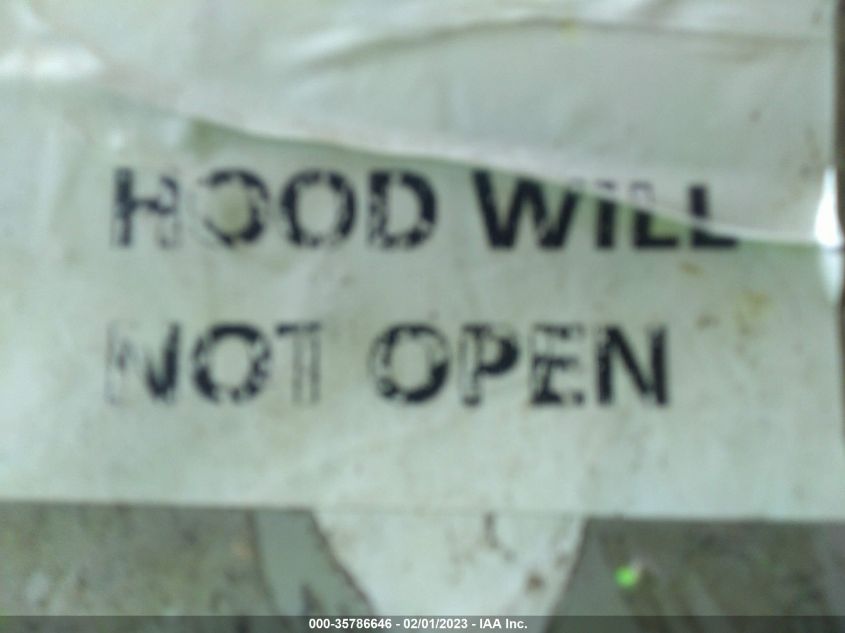 HOOD WILL
NOT OPEN
000-35786646 - 02/01/2023 - IAA Inc.